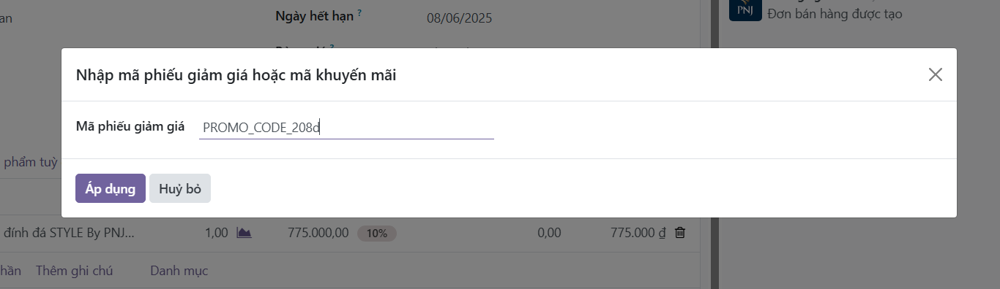 an
Ngày hết hạn ?
08/06/2025
PNJ
Đơn bán hàng được tạo
Nhập mã phiếu giảm giá hoặc mã khuyến mãi
Mã phiếu giảm giá
PROMO_CODE_208d
phẩm tuỳ
Áp dụng
Huỷ bỏ
đính đá STYLE By PNJ...
1,00
775.000,00
10%
0,00
775.000 ₫
hần
Thêm ghi chú
Danh mục